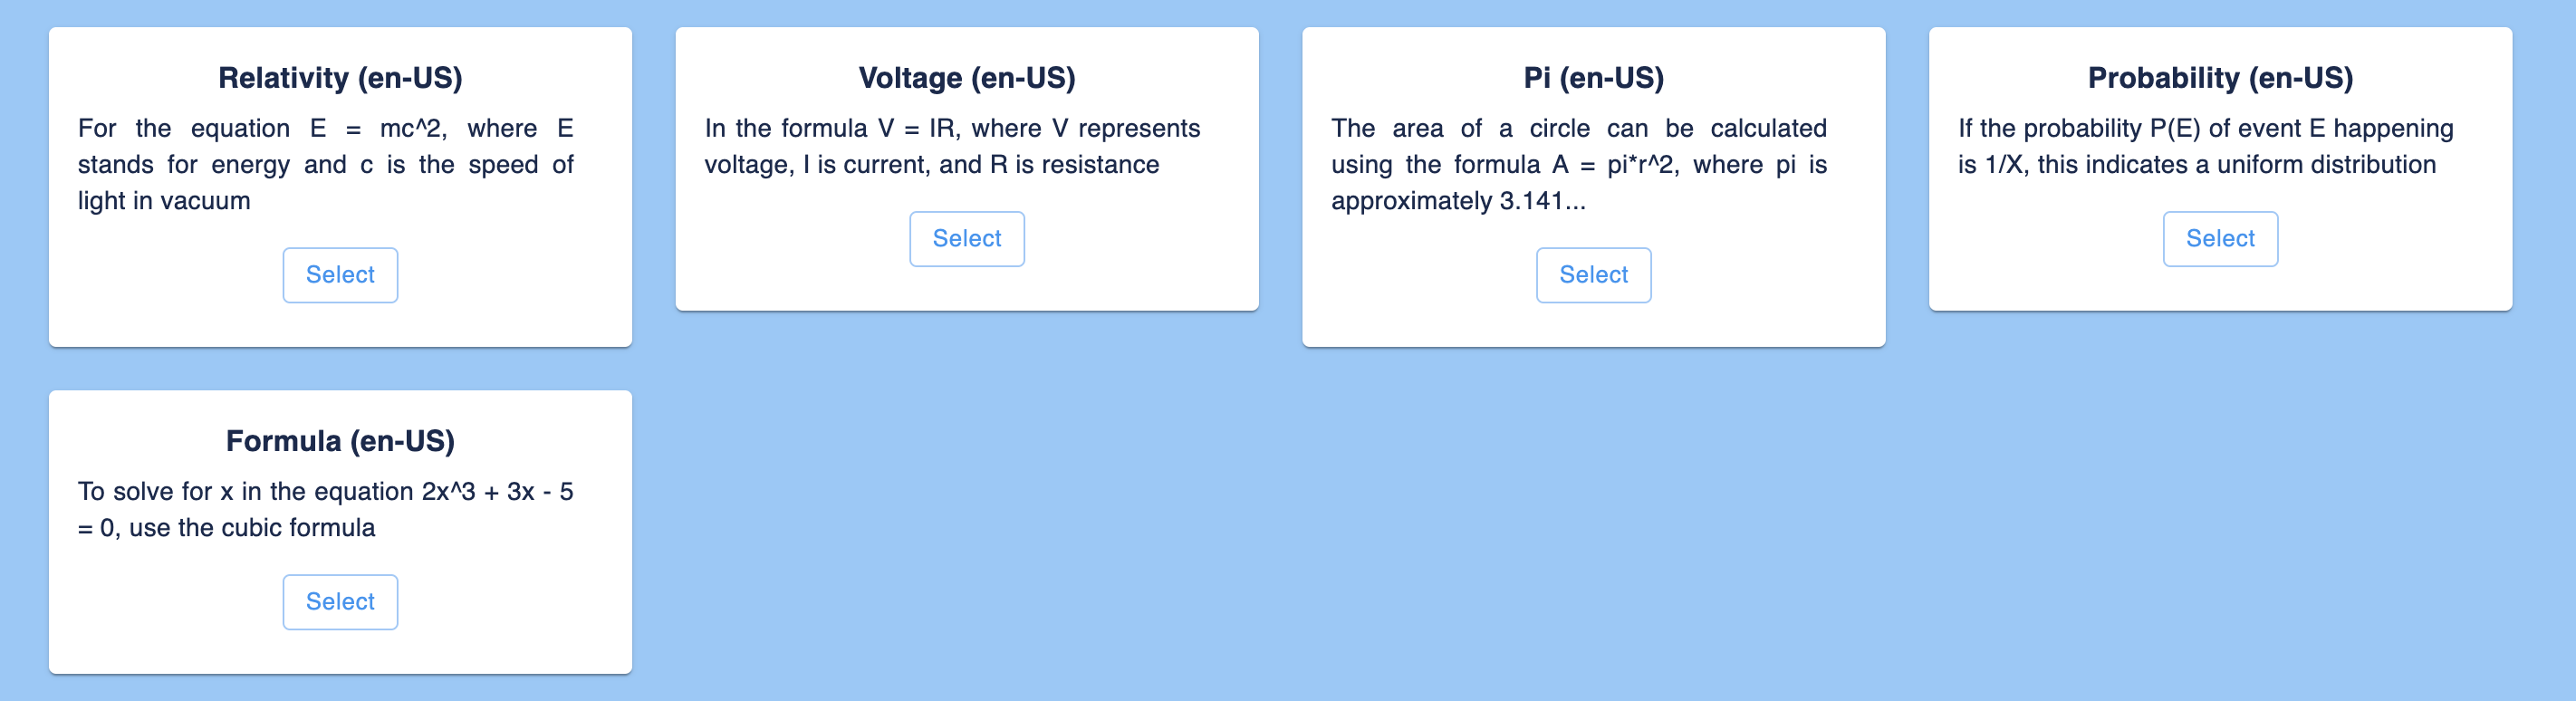 Relativity (en-US)
For the equation E = mc^2, where E
stands for energy and c is the speed of
light in vacuum
Select
Voltage (en-US)
In the formula V = IR, where V represents
voltage, I is current, and R is resistance
Select
Pi (en-US)
The area of a circle can be calculated
using the formula A = pi*r^2, where pi is
approximately 3.141...
Select
Probability (en-US)
If the probability P(E) of event E happening
is 1/X, this indicates a uniform distribution
Select
Formula (en-US)
To solve for x in the equation 2x^3 + 3x - 5
= 0, use the cubic formula
Select